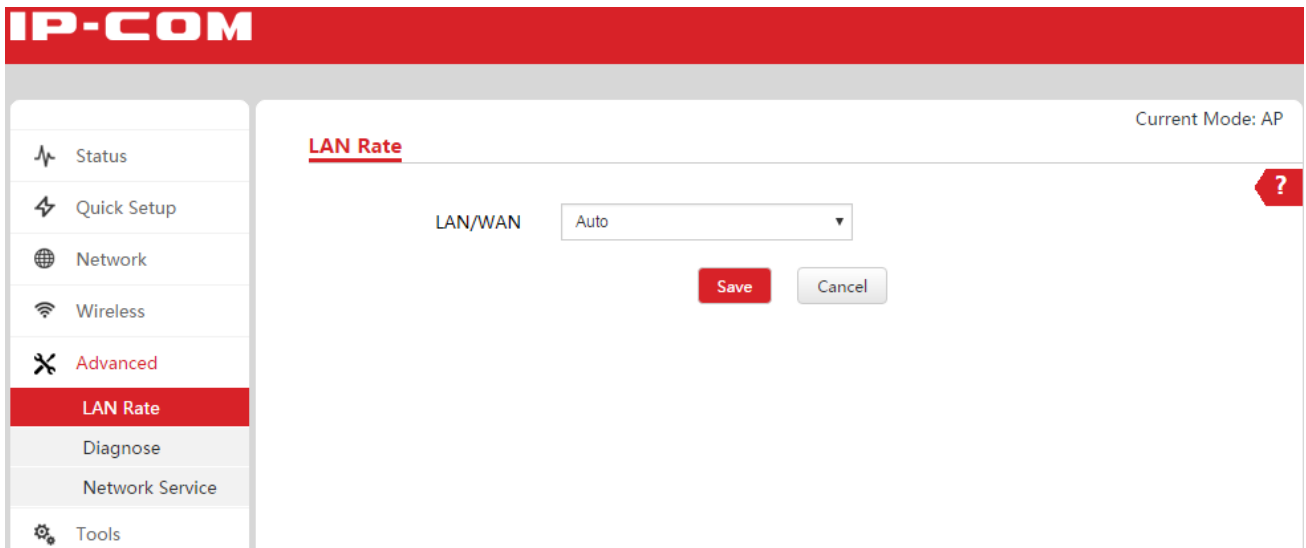 IP-COM
Current Mode: AP
Status
Quick Setup
Network
Wireless
Advanced
LAN Rate
Diagnose
Network Service
Tools
LAN Rate
?
LAN/WAN Auto
Save Cancel